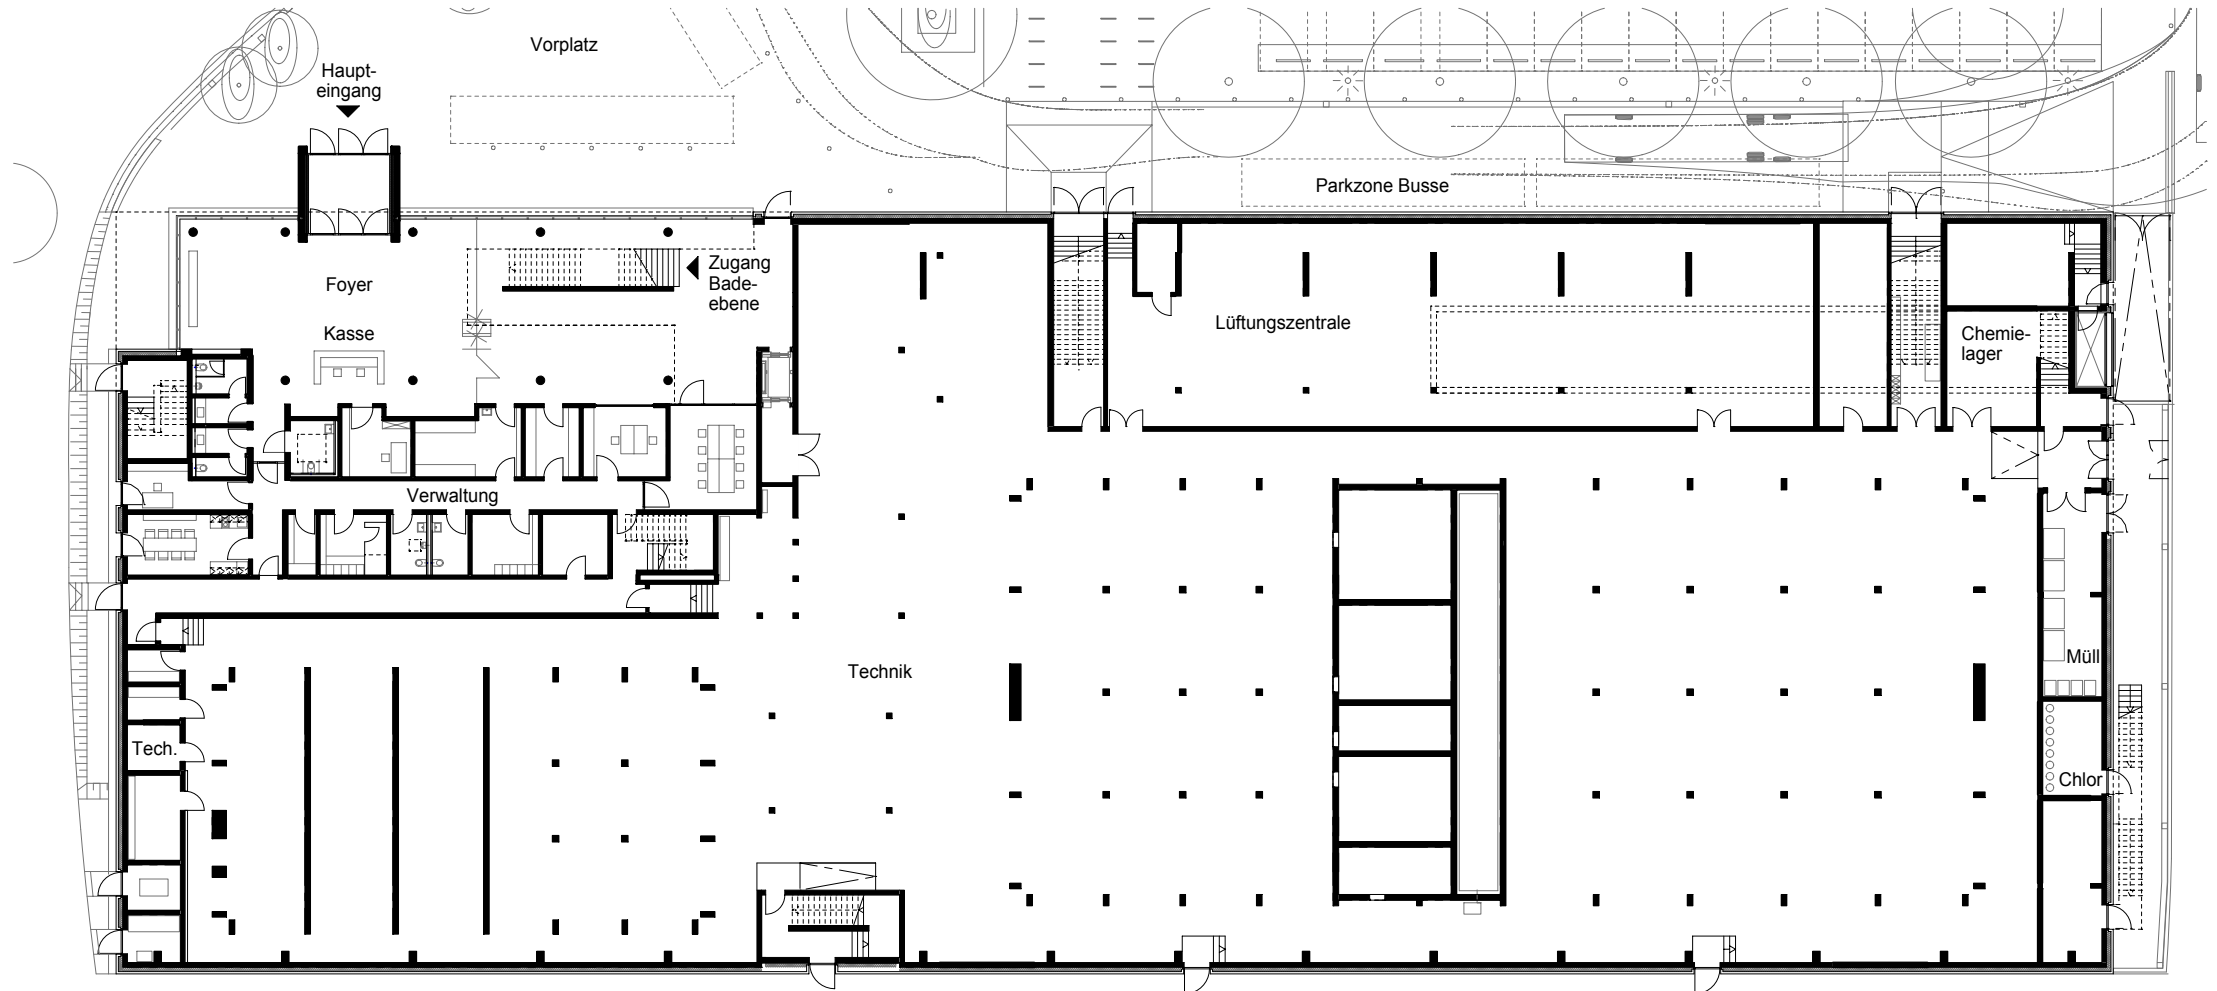 Vorplatz
Haupt-
eingang
Parkzone Busse
Foyer
Zugang
Bade-
ebene
Kasse
Lüftungszentrale
Chemie-
lager
Verwaltung
Technik
Müll
Tech.
Chlor